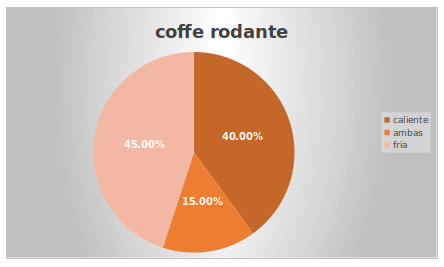 coffe rodante
45.00%
40.00%
15.00%
caliente
ambas
fria